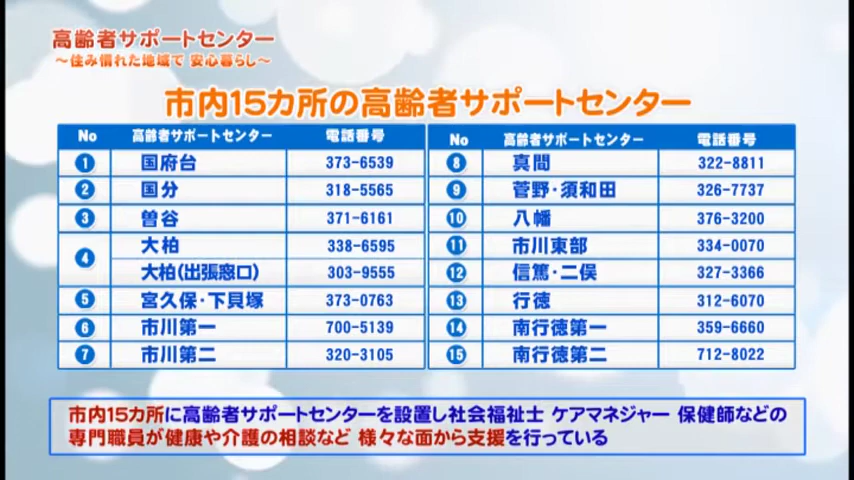 高齢者サポートセンター
～住み慣れた地域で 安心暮らし～
市内15カ所の高齢者サポートセンター
No 高齢者サポートセンター 電話番号
1 国府台 373-6539
2 国分 318-5565
3 曽谷 371-6161
4 大柏 338-6595
大柏(出張窓口) 303-9555
5 宮久保・下貝塚 373-0763
6 市川第一 700-5139
7 市川第二 320-3105
No 高齢者サポートセンター 電話番号
8 真間 322-8811
9 菅野・須和田 326-7737
10 八幡 376-3200
11 市川東部 334-0070
12 信篤・二俣 327-3366
13 行徳 312-6070
14 南行徳第一 359-6660
15 南行徳第二 712-8022
市内15カ所に高齢者サポートセンターを設置し社会福祉士 ケアマネジャー 保健師などの
専門職員が健康や介護の相談など 様々な面から支援を行っている